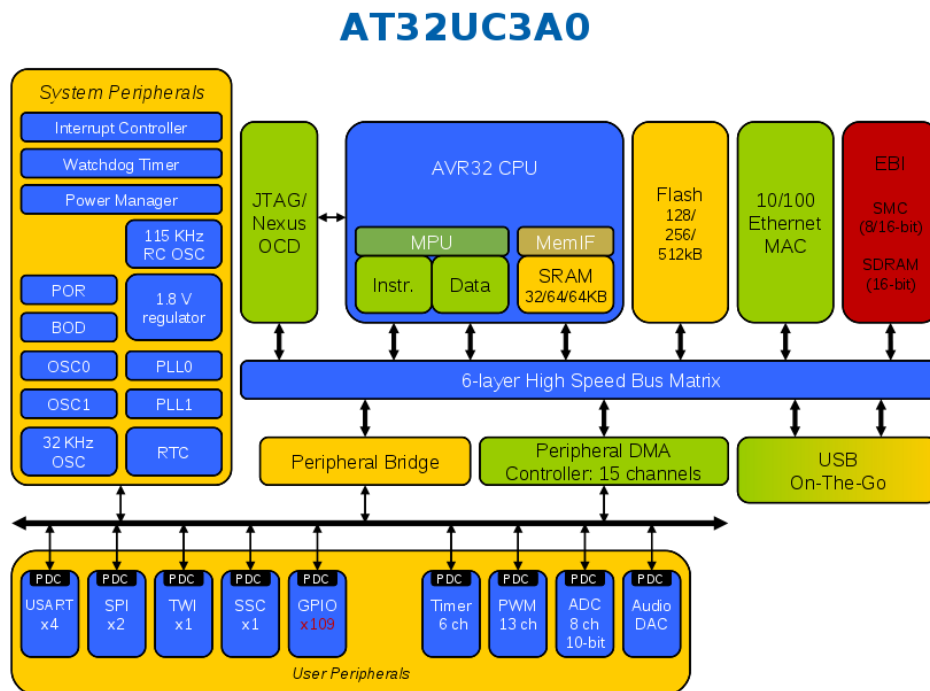 AT32UC3A0
System Peripherals
Interrupt Controller
Watchdog Timer
Power Manager
115 KHz
RC OSC
POR
1.8 V
regulator
BOD
OSC0
PLL0
OSC1
PLL1
32 KHz
OSC
RTC
JTAG/
Nexus
OCD
AVR32 CPU
MPU
MemIF
Instr.
Data
SRAM
32/64/64KB
Flash
128/
256/
512kB
10/100
Ethernet
MAC
EBI
SMC
(8/16-bit)
SDRAM
(16-bit)
6-layer High Speed Bus Matrix
Peripheral Bridge
Peripheral DMA
Controller: 15 channels
USB
On-The-Go
PDC
USART
x4
PDC
SPI
x2
PDC
TWI
x1
PDC
SSC
x1
PDC
GPIO
x109
PDC
Timer
6 ch
PDC
PWM
13 ch
PDC
ADC
8 ch
10-bit
PDC
Audio
DAC
User Peripherals